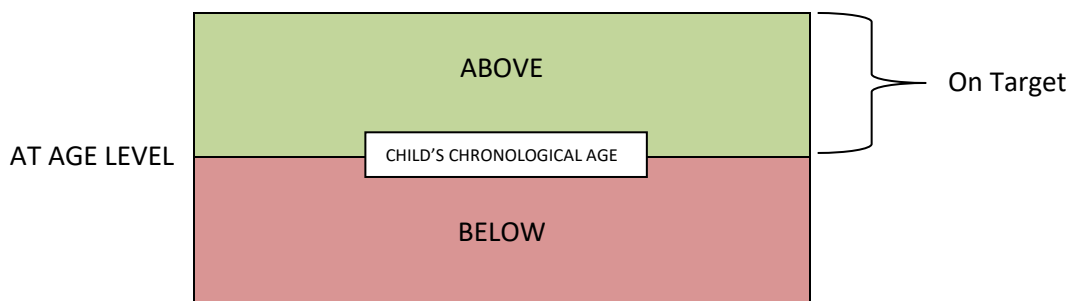 ABOVE
On Target
AT AGE LEVEL
CHILD’S CHRONOLOGICAL AGE
BELOW